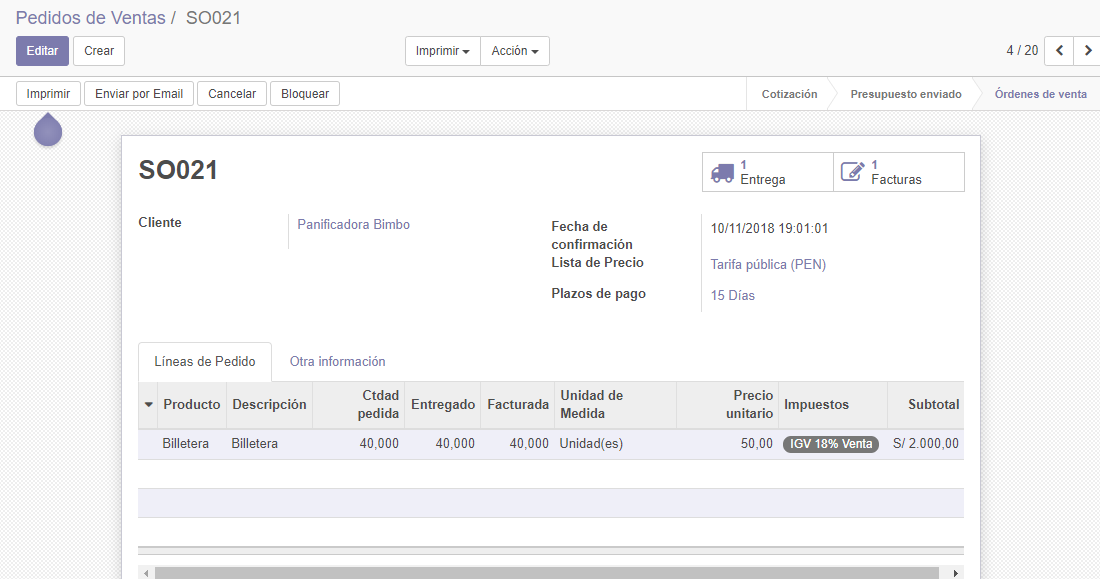 Pedidos de Ventas / SO021
Editar Crear Imprimir Acción 4 / 20
Imprimir Enviar por Email Cancelar Bloquear Cotización Presupuesto enviado Órdenes de venta
SO021
1 Entrega
1 Facturas
Cliente Panificadora Bimbo
Fecha de confirmación 10/11/2018 19:01:01
Lista de Precio Tarifa pública (PEN)
Plazos de pago 15 Días
Líneas de Pedido Otra información
Producto Descripción Ctdad pedida Entregado Facturada Unidad de Medida Precio unitario Impuestos Subtotal
Billetera Billetera 40,000 40,000 40,000 Unidad(es) 50,00 IGV 18% Venta S/ 2.000,00